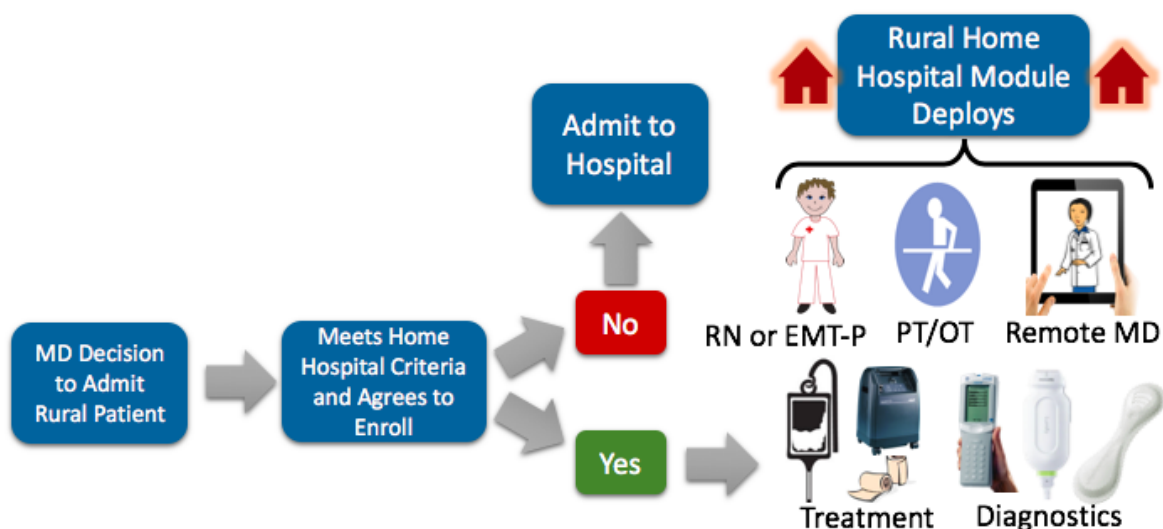 MD Decision
to Admit
Rural Patient
Meets Home
Hospital Criteria
and Agrees to
Enroll
No
Admit to
Hospital
Yes
Rural Home
Hospital Module
Deploys
RN or EMT-P
PT/OT
Remote MD
Treatment
Diagnostics